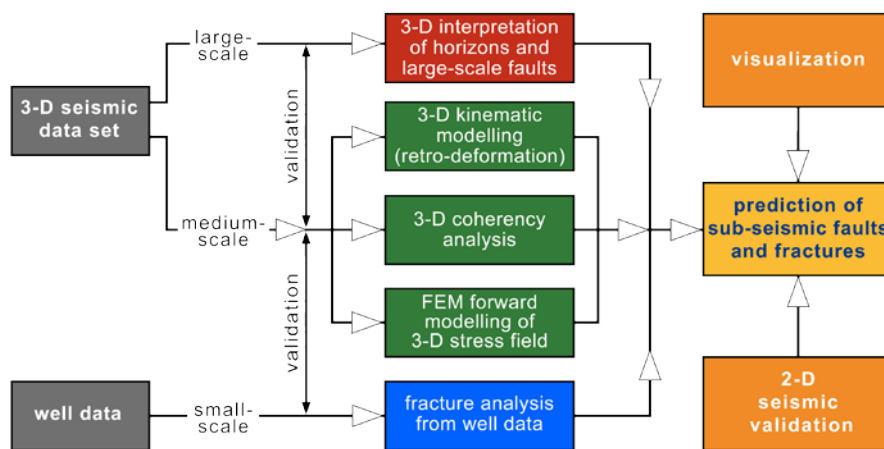 large-
scale
3-D interpretation
of horizons and
large-scale faults
visualization
3-D seismic
data set
validation
3-D kinematic
modelling
(retro-deformation)
medium-
scale
3-D coherency
analysis
prediction of
sub-seismic faults
and fractures
validation
FEM forward
modelling of
3-D stress field
well data
small-
scale
fracture analysis
from well data
2-D
seismic
validation